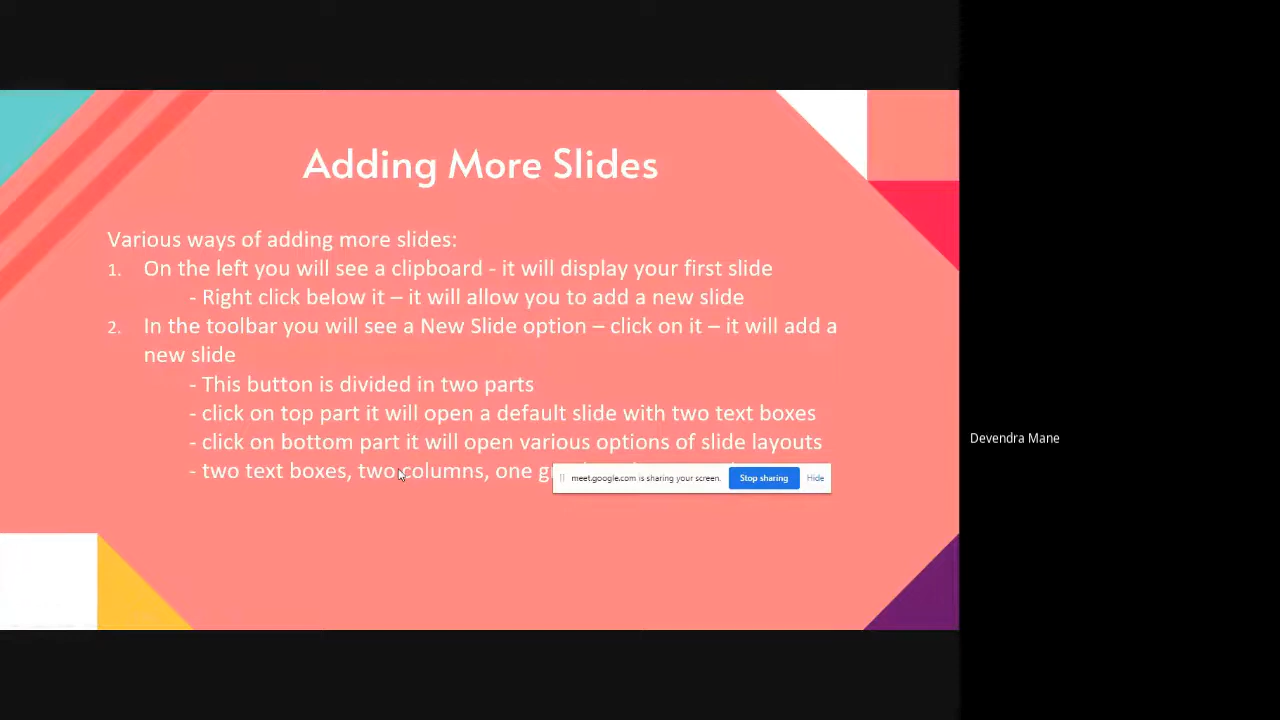 Adding More Slides
Various ways of adding more slides:
1. On the left you will see a clipboard - it will display your first slide
- Right click below it – it will allow you to add a new slide
2. In the toolbar you will see a New Slide option – click on it – it will add a
new slide
- This button is divided in two parts
- click on top part it will open a default slide with two text boxes
- click on bottom part it will open various options of slide layouts
- two text boxes, two columns, one
meet.google.com is sharing your screen.
Stop sharing
Hide
Devendra Mane